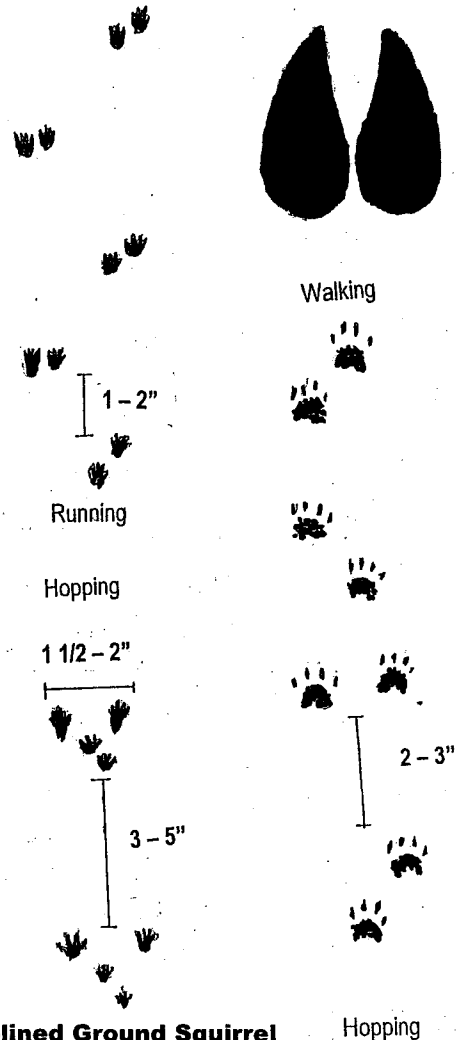 Walking
1 – 2”
Running
Hopping
1 1/2 – 2”
2 – 3”
3 – 5”
lined Ground Squirrel
Hopping